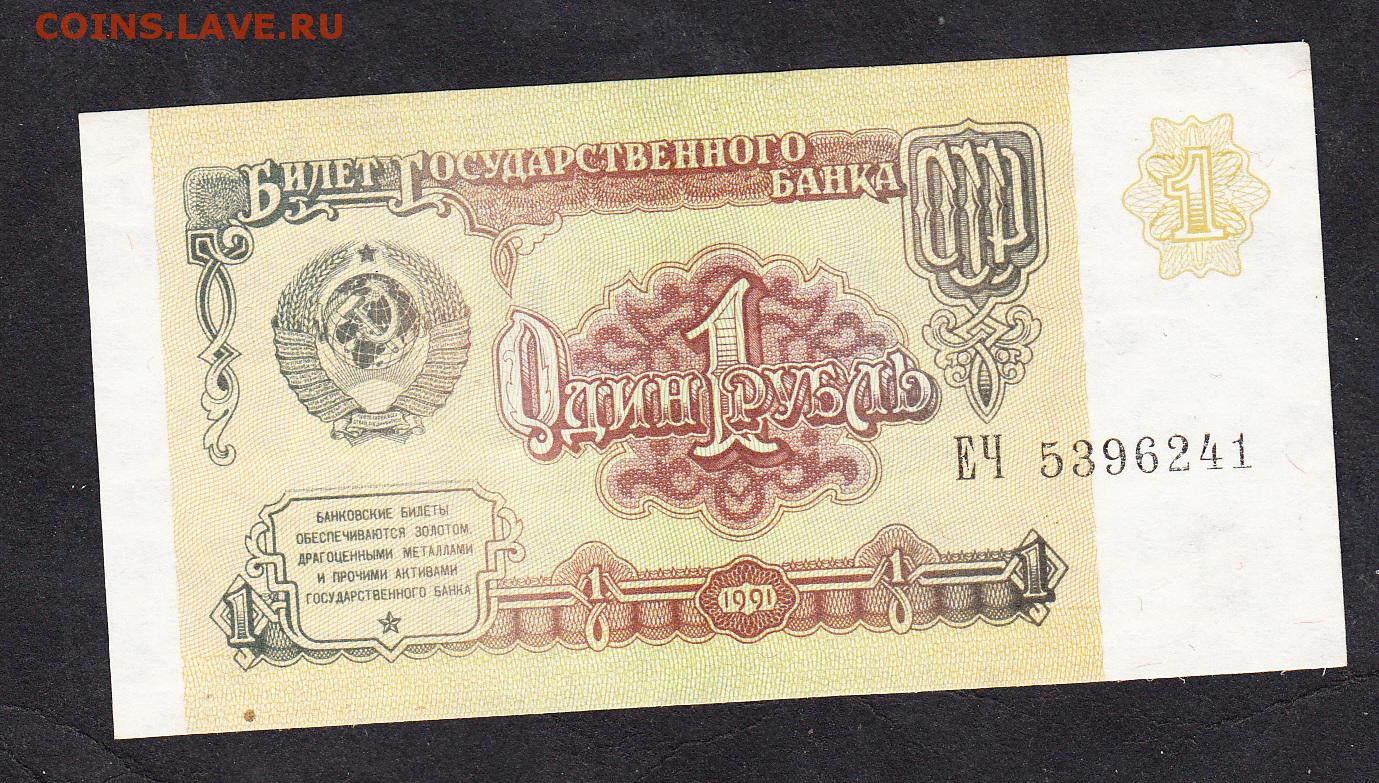 COINS.LAVE.RU
БИЛЕТ ГОСУДАРСТВЕННОГО
БАНКА
1
ОДИН 1 РУБЛЬ
ЕЧ 5396241
БАНКОВСКИЕ БИЛЕТЫ
ОБЕСПЕЧИВАЮТСЯ ЗОЛОТОМ,
ДРАГОЦЕННЫМИ МЕТАЛЛАМИ
И ПРОЧИМИ АКТИВАМИ
ГОСУДАРСТВЕННОГО БАНКА
1 1 1991 1 1